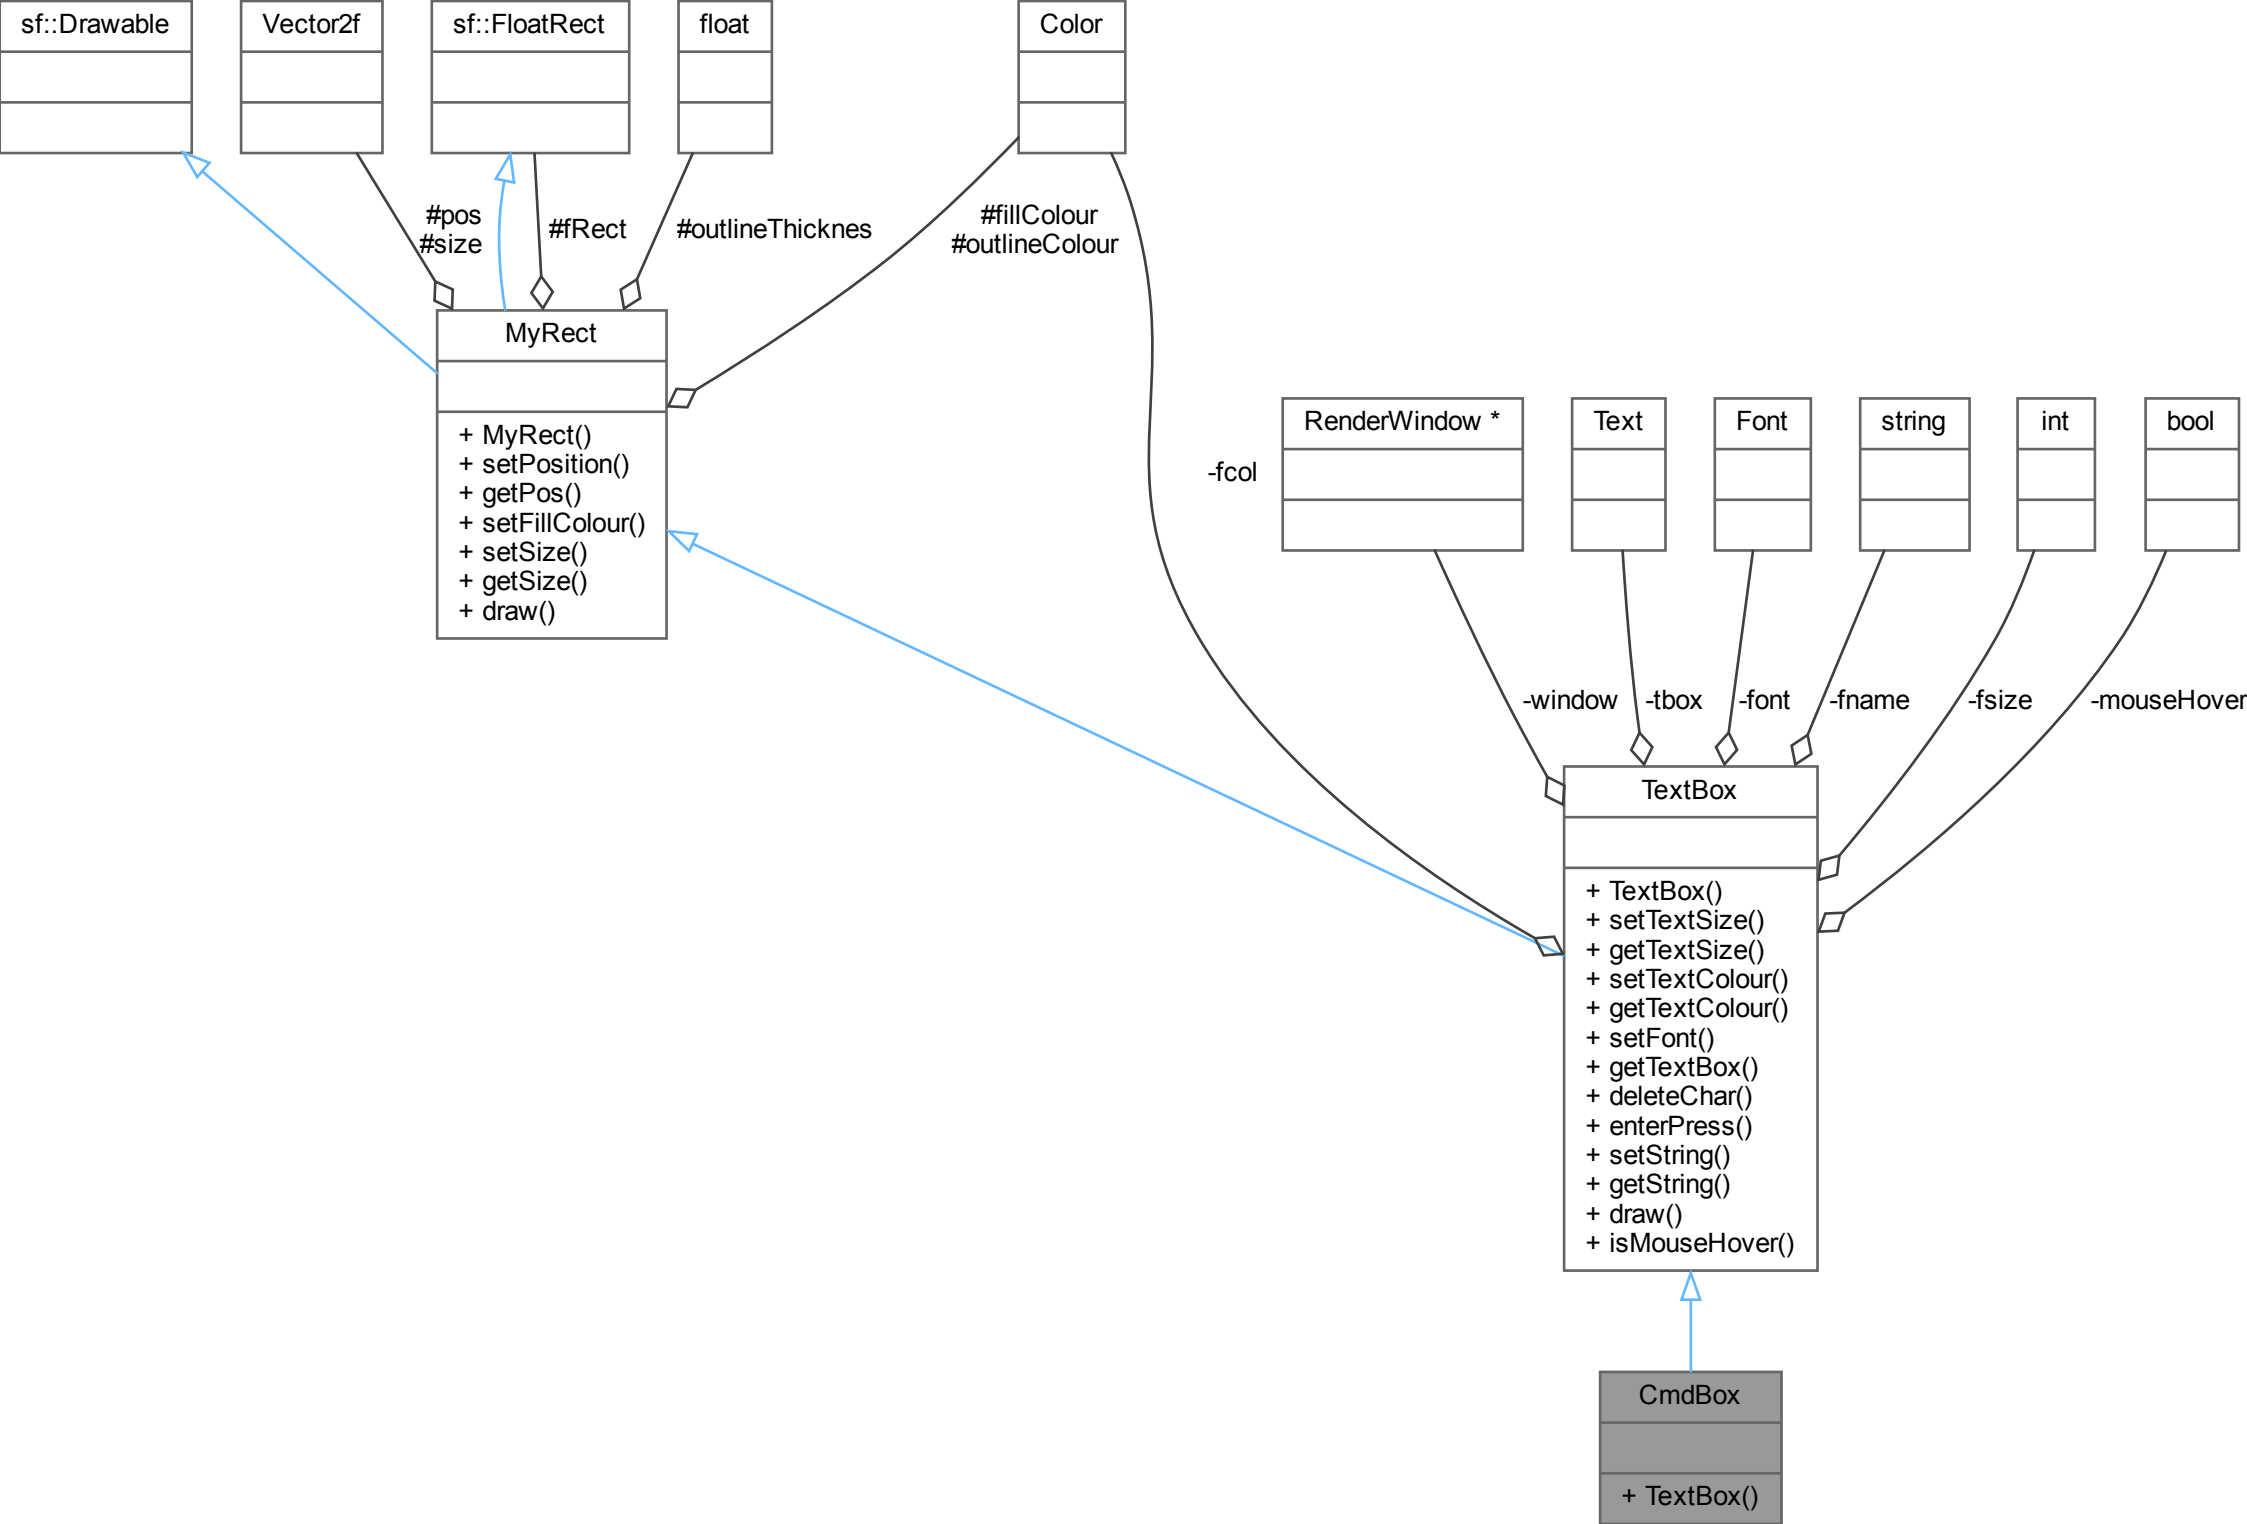 sf::Drawable
Vector2f
sf::FloatRect
float
Color
#pos
#size
#fRect
#outlineThicknes
#fillColour
#outlineColour
MyRect
+ MyRect()
+ setPosition()
+ getPos()
+ setFillColour()
+ setSize()
+ getSize()
+ draw()
-fcol
RenderWindow *
Text
Font
string
int
bool
-window
-tbox
-font
-fname
-fsize
-mouseHover
TextBox
+ TextBox()
+ setTextSize()
+ getTextSize()
+ setTextColour()
+ getTextColour()
+ setFont()
+ getTextBox()
+ deleteChar()
+ enterPress()
+ setString()
+ getString()
+ draw()
+ isMouseHover()
CmdBox
+ TextBox()